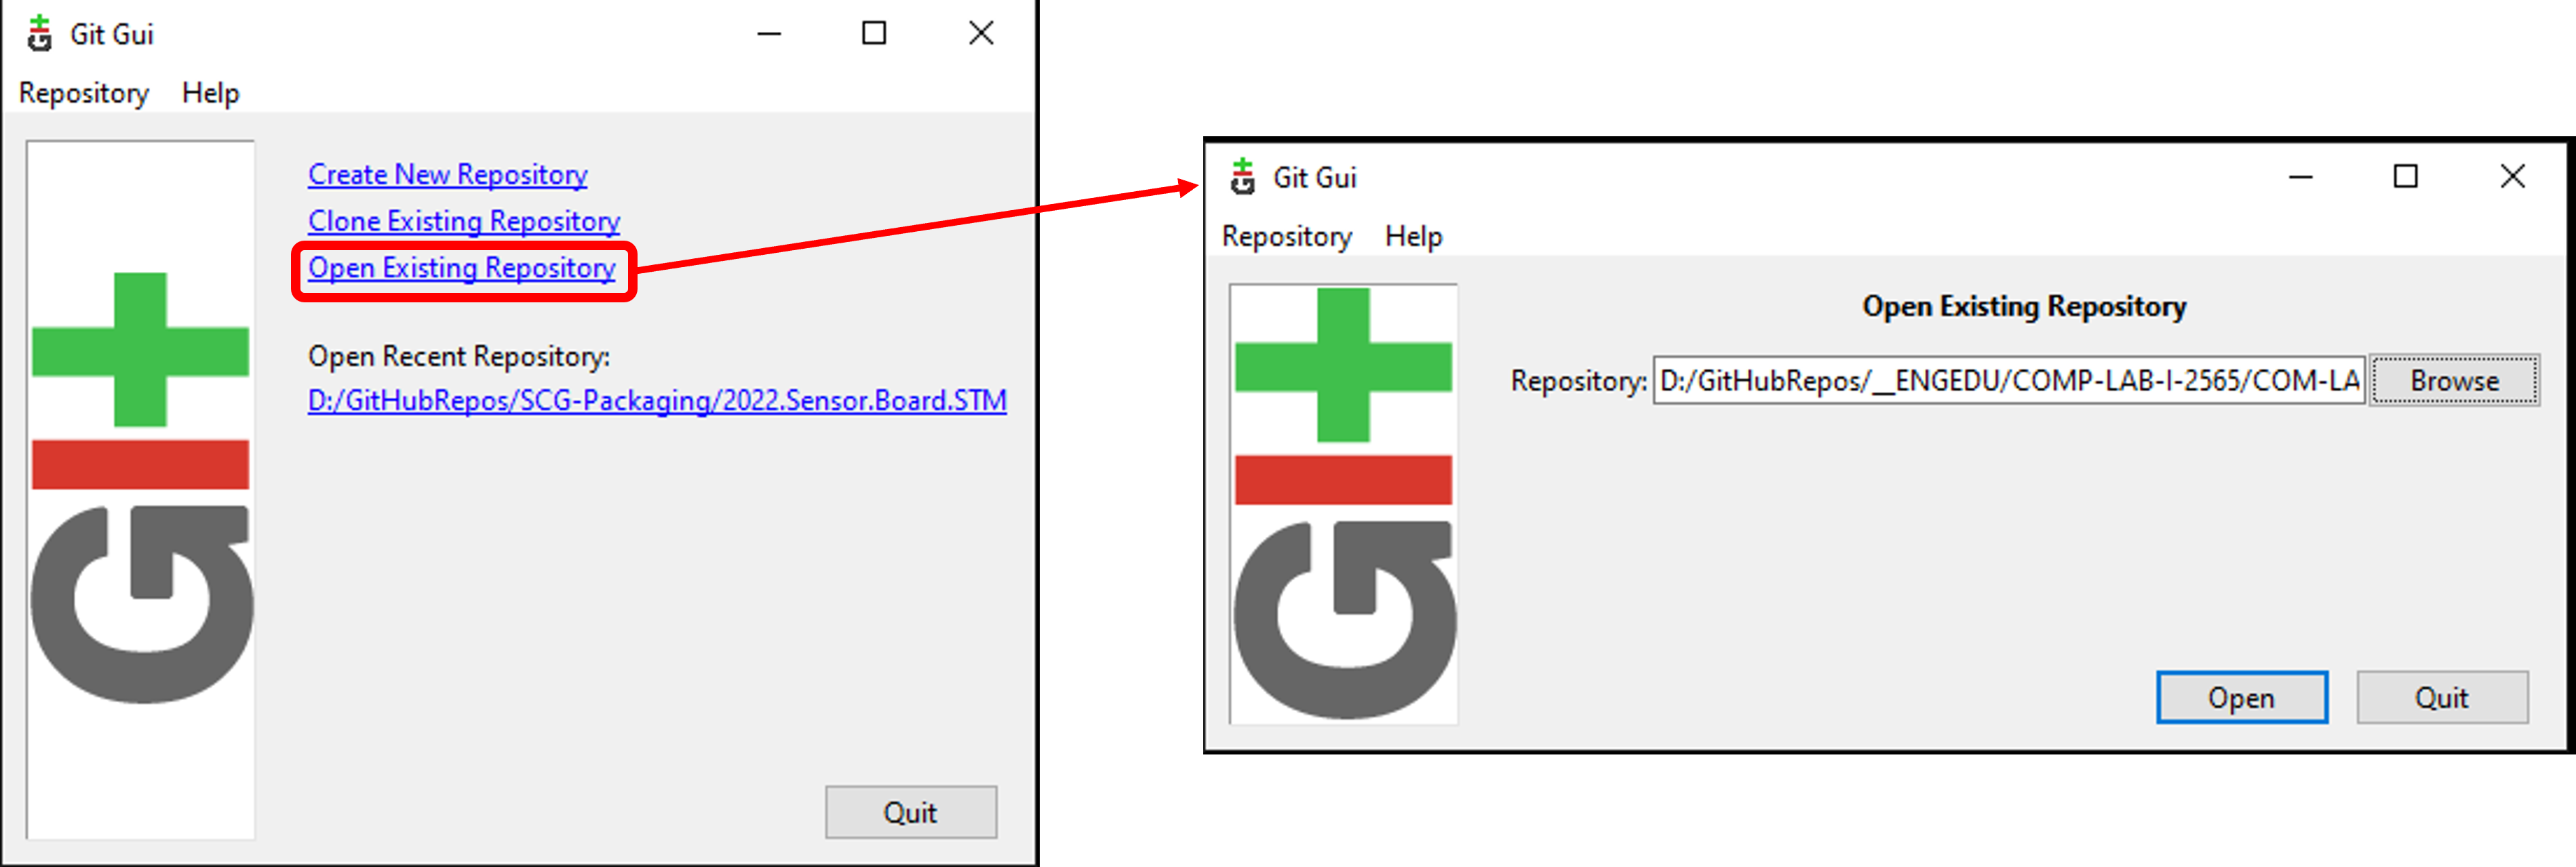 Git Gui
Repository Help
Create New Repository
Clone Existing Repository
Open Existing Repository
Open Recent Repository:
D:/GitHubRepos/SCG-Packaging/2022.Sensor.Board.STM
Quit
GIT
Git Gui
Repository Help
Open Existing Repository
Repository: D:/GitHubRepos/__ENGEDU/COMP-LAB-I-2565/COM-LA Browse
Open Quit
GIT